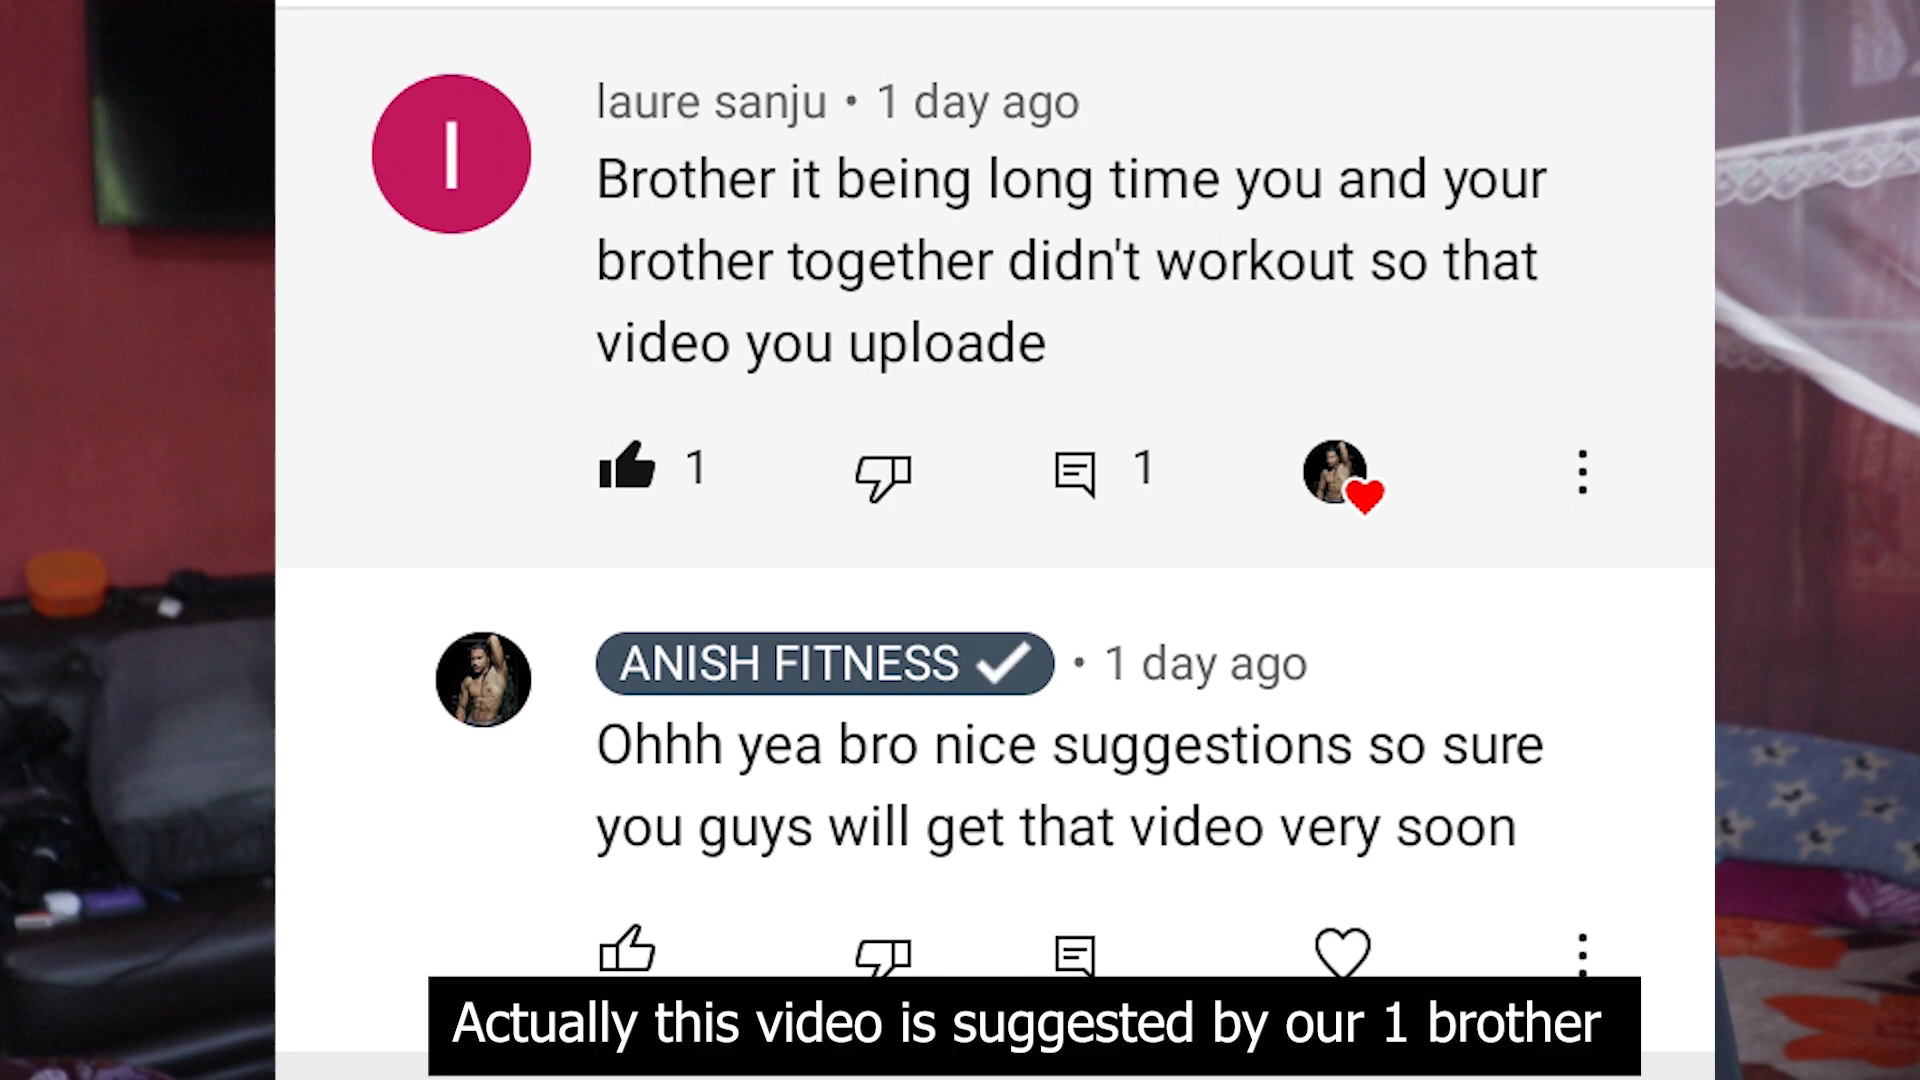 l
laure sanju • 1 day ago
Brother it being long time you and your
brother together didn't workout so that
video you uploade
1
1
ANISH FITNESS • 1 day ago
Ohhh yea bro nice suggestions so sure
you guys will get that video very soon
Actually this video is suggested by our 1 brother